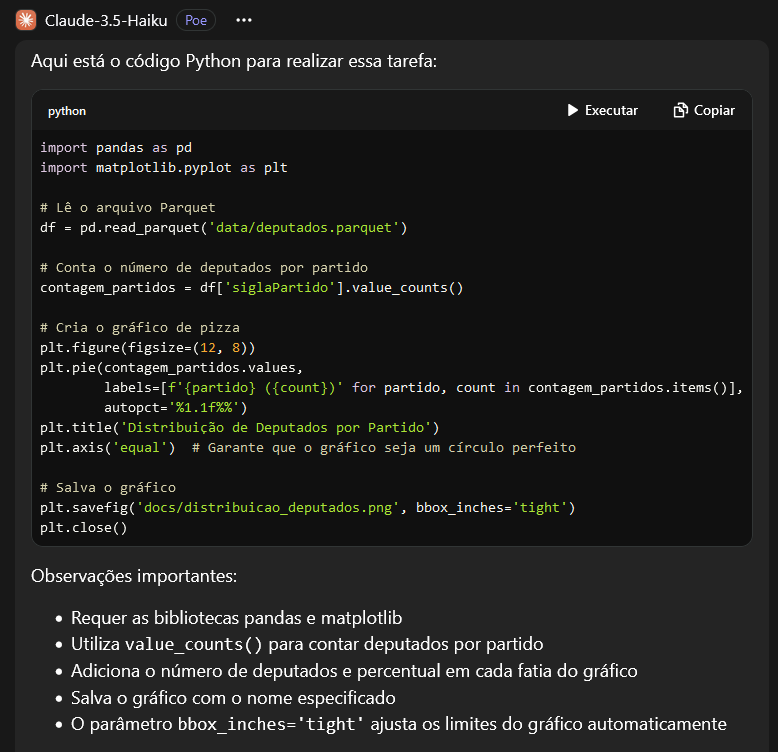 Claude-3.5-Haiku Poe
Aqui está o código Python para realizar essa tarefa:
python Executar Copiar
import pandas as pd
import matplotlib.pyplot as plt
# Lê o arquivo Parquet
df = pd.read_parquet('data/deputados.parquet')
# Conta o número de deputados por partido
contagem_partidos = df['siglaPartido'].value_counts()
# Cria o gráfico de pizza
plt.figure(figsize=(12, 8))
plt.pie(contagem_partidos.values,
        labels=[f'{partido} ({count})' for partido, count in contagem_partidos.items()],
        autopct='%1.1f%%')
plt.title('Distribuição de Deputados por Partido')
plt.axis('equal')  # Garante que o gráfico seja um círculo perfeito
# Salva o gráfico
plt.savefig('docs/distribuicao_deputados.png', bbox_inches='tight')
plt.close()
Observações importantes:
• Requer as bibliotecas pandas e matplotlib
• Utiliza value_counts() para contar deputados por partido
• Adiciona o número de deputados e percentual em cada fatia do gráfico
• Salva o gráfico com o nome especificado
• O parâmetro bbox_inches='tight' ajusta os limites do gráfico automaticamente